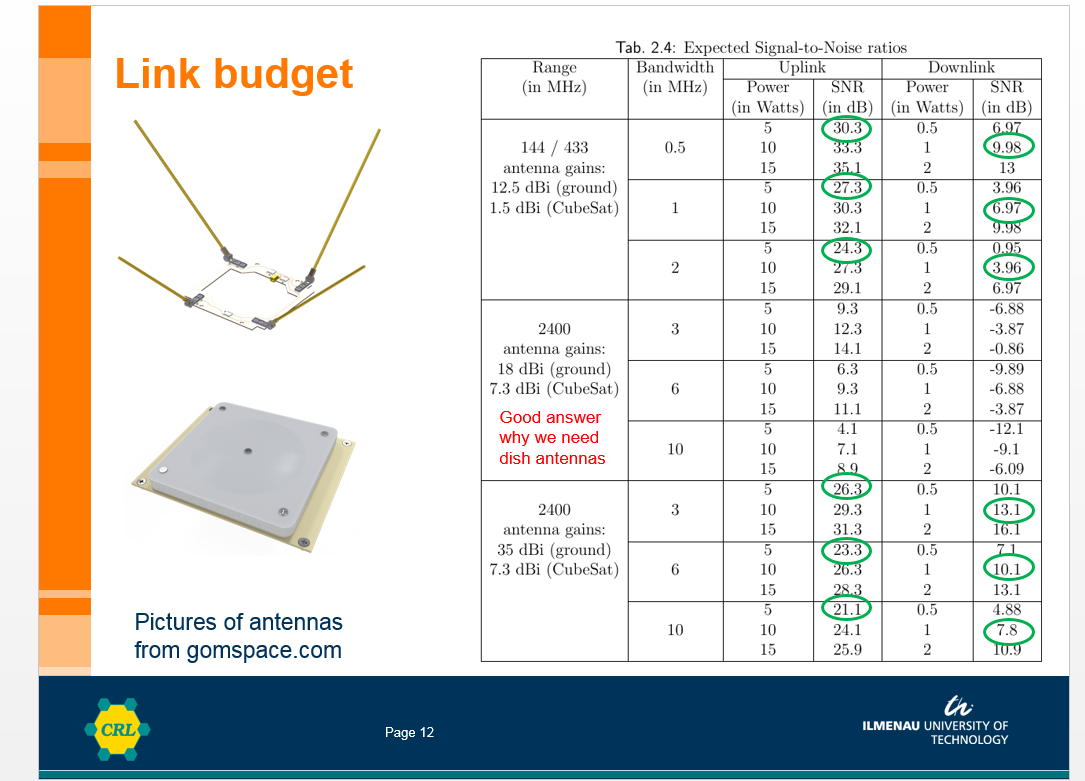 Link budget
Tab. 2.4: Expected Signal-to-Noise ratios
Range Bandwidth Uplink Downlink
(in MHz) (in MHz) Power SNR Power SNR
(in Watts) (in dB) (in Watts) (in dB)
5 30.3 0.5 6.97
144 / 433 0.5 10 33.3 1 9.98
antenna gains: 15 35.1 2 13
12.5 dBi (ground) 5 27.3 0.5 3.96
1.5 dBi (CubeSat) 1 10 30.3 1 6.97
15 32.1 2 9.98
5 24.3 0.5 0.95
2 10 27.3 1 3.96
15 29.1 2 6.97
5 9.3 0.5 -6.88
2400 3 10 12.3 1 -3.87
antenna gains: 15 14.1 2 -0.86
18 dBi (ground) 5 6.3 0.5 -9.89
7.3 dBi (CubeSat) 6 10 9.3 1 -6.88
Good answer 15 11.1 2 -3.87
why we need 5 4.1 0.5 -12.1
dish antennas 10 10 7.1 1 -9.1
15 8.9 2 -6.09
5 26.3 0.5 10.1
2400 3 10 29.3 1 13.1
antenna gains: 15 31.3 2 16.1
35 dBi (ground) 5 23.3 0.5 7.1
7.3 dBi (CubeSat) 6 10 26.3 1 10.1
15 28.3 2 13.1
5 21.1 0.5 4.88
10 10 24.1 1 7.8
15 25.9 2 10.9
Pictures of antennas
from gomspace.com
CRL
Page 12
th
ILMENAU UNIVERSITY OF
TECHNOLOGY